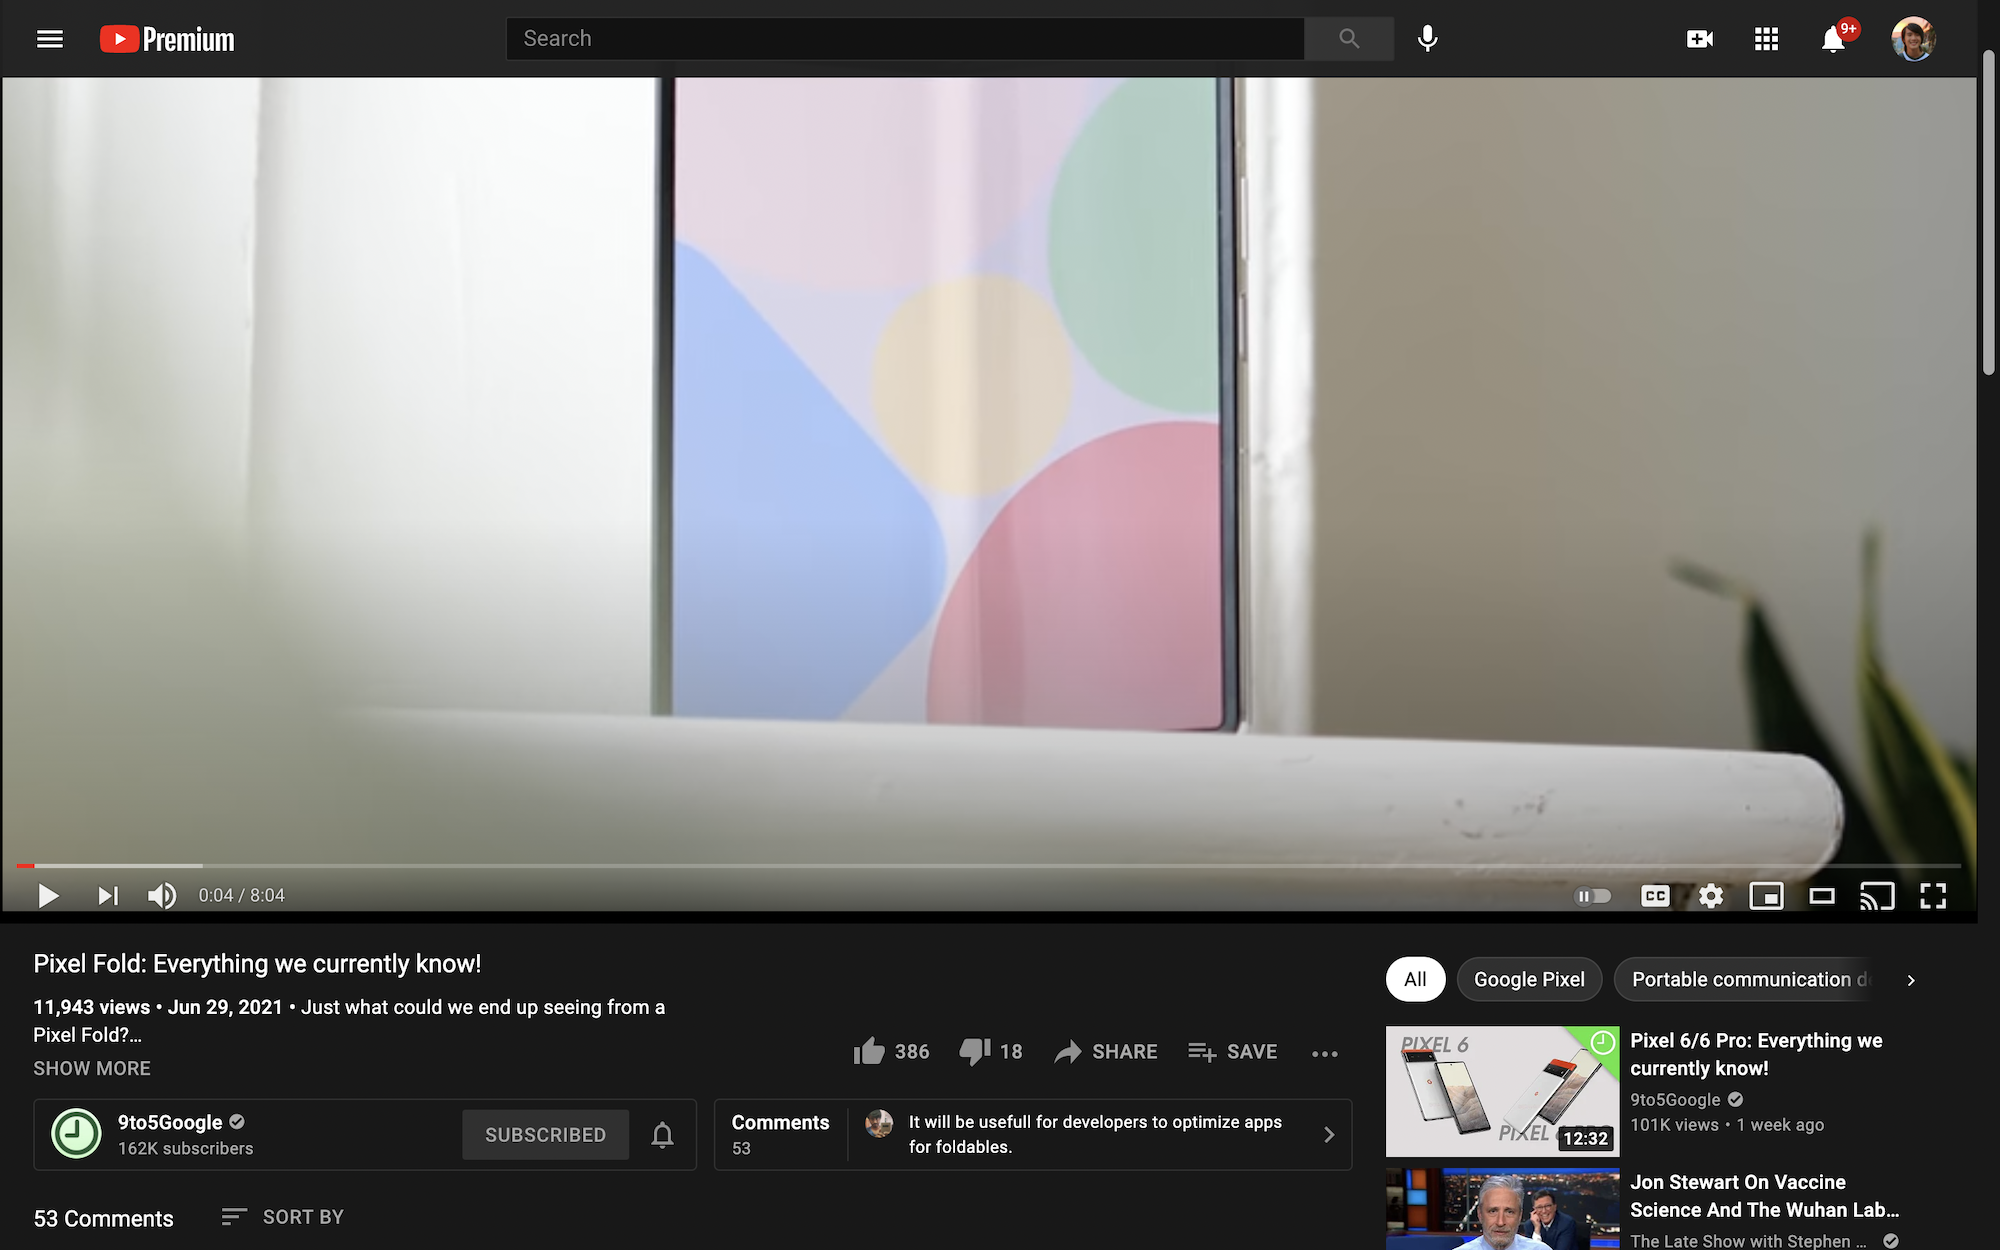 Premium
Search
9+
0:04 / 8:04
CC
Pixel Fold: Everything we currently know!
11,943 views • Jun 29, 2021 • Just what could we end up seeing from a
Pixel Fold?...
SHOW MORE
386
18
SHARE
SAVE
9to5Google
162K subscribers
SUBSCRIBED
Comments
53
It will be usefull for developers to optimize apps
for foldables.
53 Comments
SORT BY
All
Google Pixel
Portable communication
PIXEL 6
PIXEL
12:32
Pixel 6/6 Pro: Everything we
currently know!
9to5Google
101K views • 1 week ago
Jon Stewart On Vaccine
Science And The Wuhan Lab...
The Late Show with Stephen ...